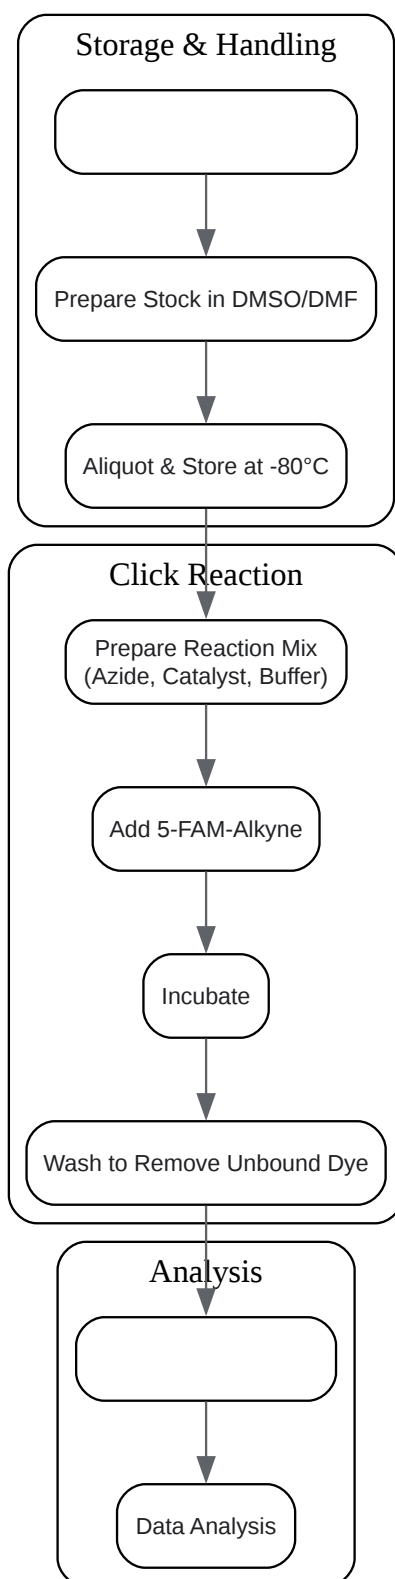 Storage & Handling
Prepare Stock in DMSO/DMF
Aliquot & Store at -80°C
Click Reaction
Prepare Reaction Mix
(Azide, Catalyst, Buffer)
Add 5-FAM-Alkyne
Incubate
Wash to Remove Unbound Dye
Analysis
Data Analysis